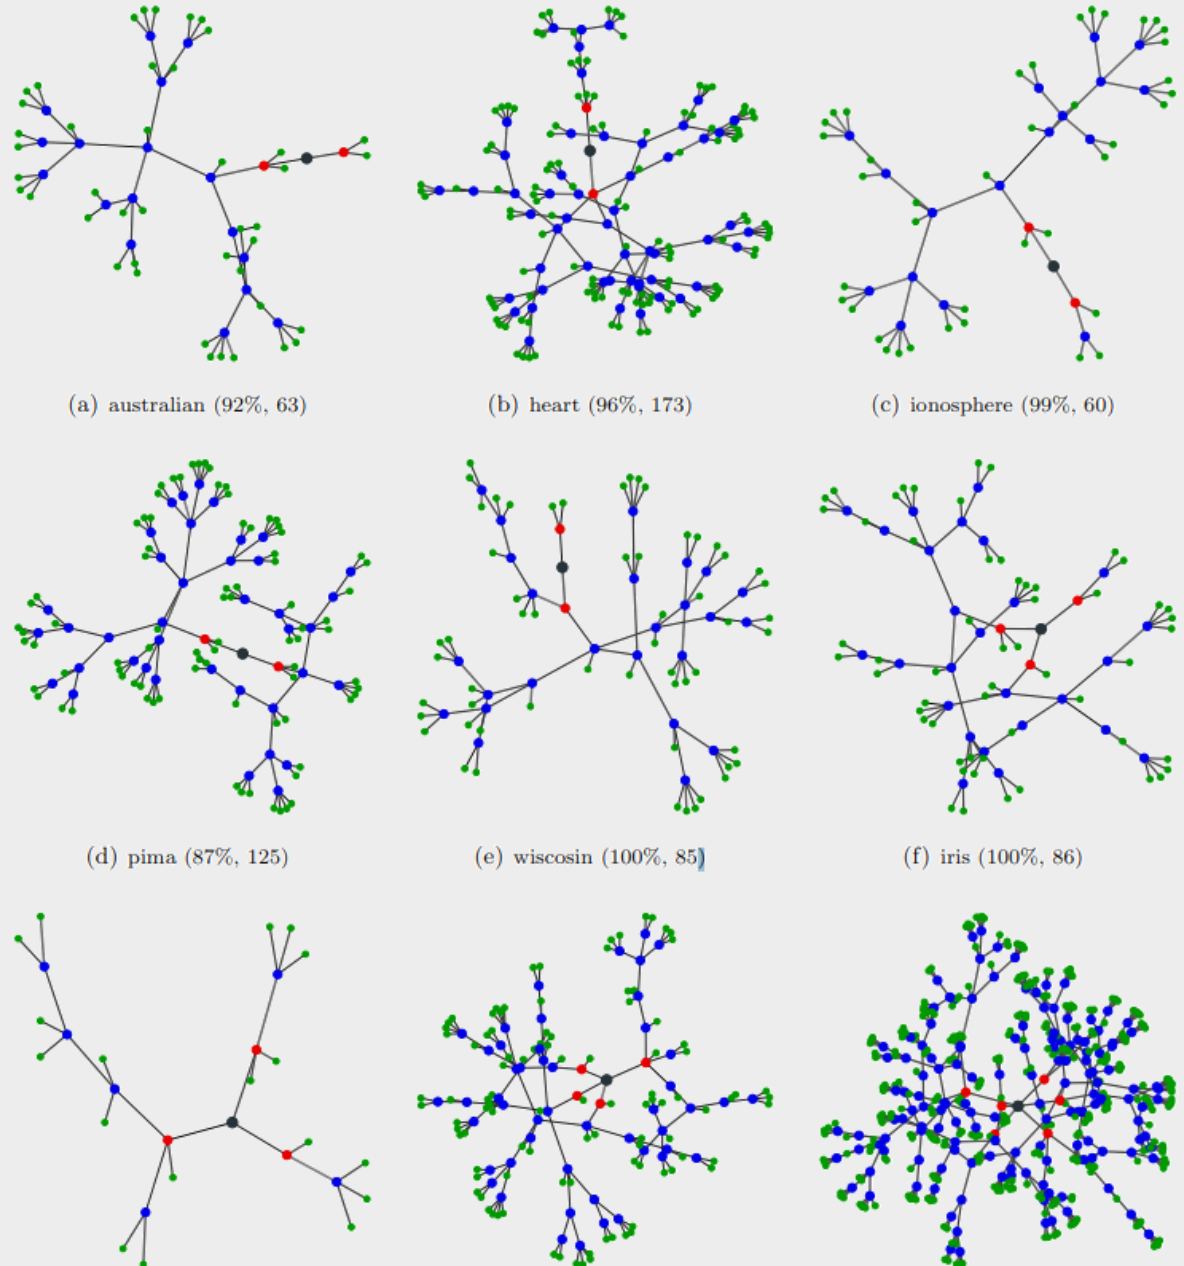 (a) australian (92%, 63)
(b) heart (96%, 173)
(c) ionosphere (99%, 60)
(d) pima (87%, 125)
(e) wiscosin (100%, 85)
(f) iris (100%, 86)